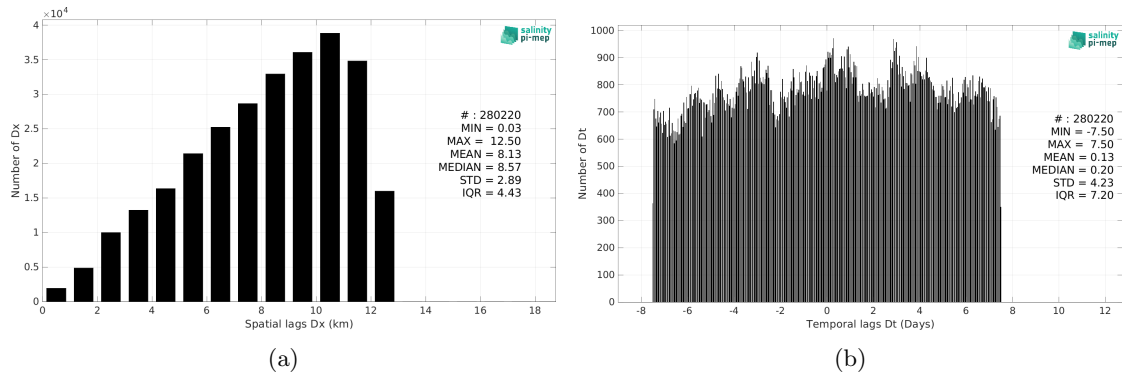 ×10⁴
4
3.5
3
2.5
2
1.5
1
0.5
0
Number of Dx
salinity
pi-mep
# : 280220
MIN = 0.03
MAX = 12.50
MEAN = 8.13
MEDIAN = 8.57
STD = 2.89
IQR = 4.43
0 2 4 6 8 10 12 14 16 18
Spatial lags Dx (km)
(a)
1000
900
800
700
600
500
400
300
200
100
0
Number of Dt
salinity
pi-mep
# : 280220
MIN = -7.50
MAX = 7.50
MEAN = 0.13
MEDIAN = 0.20
STD = 4.23
IQR = 7.20
-8 -6 -4 -2 0 2 4 6 8 10 12
Temporal lags Dt (Days)
(b)